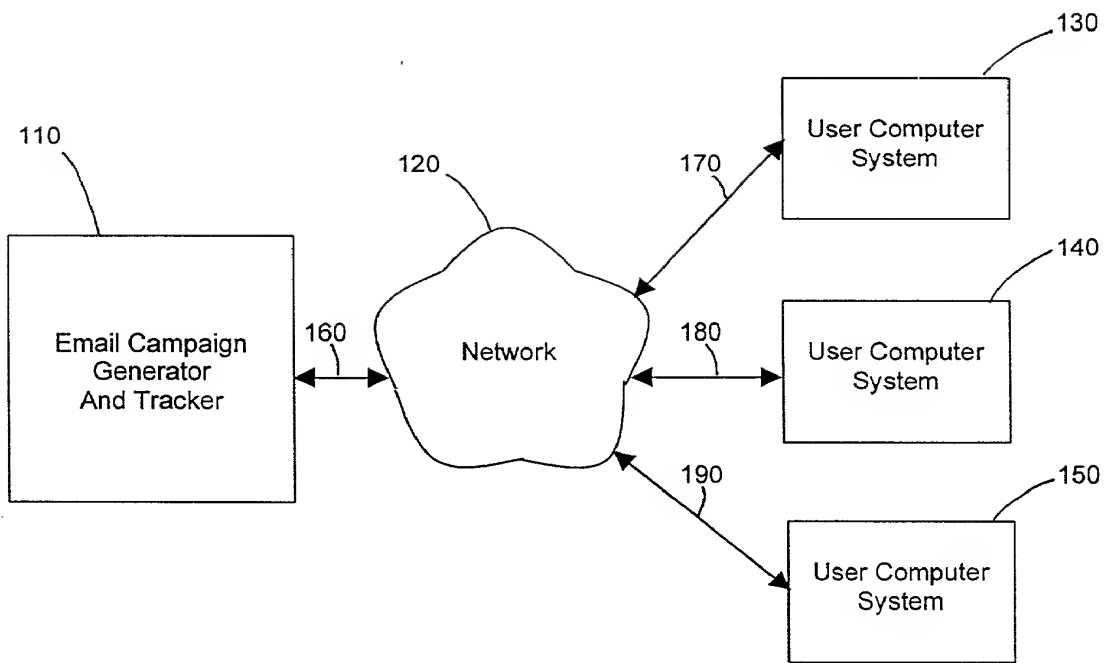 130
User Computer
System
110
120
170
140
Email Campaign
Generator
And Tracker
160
Network
180
User Computer
System
190
150
User Computer
System